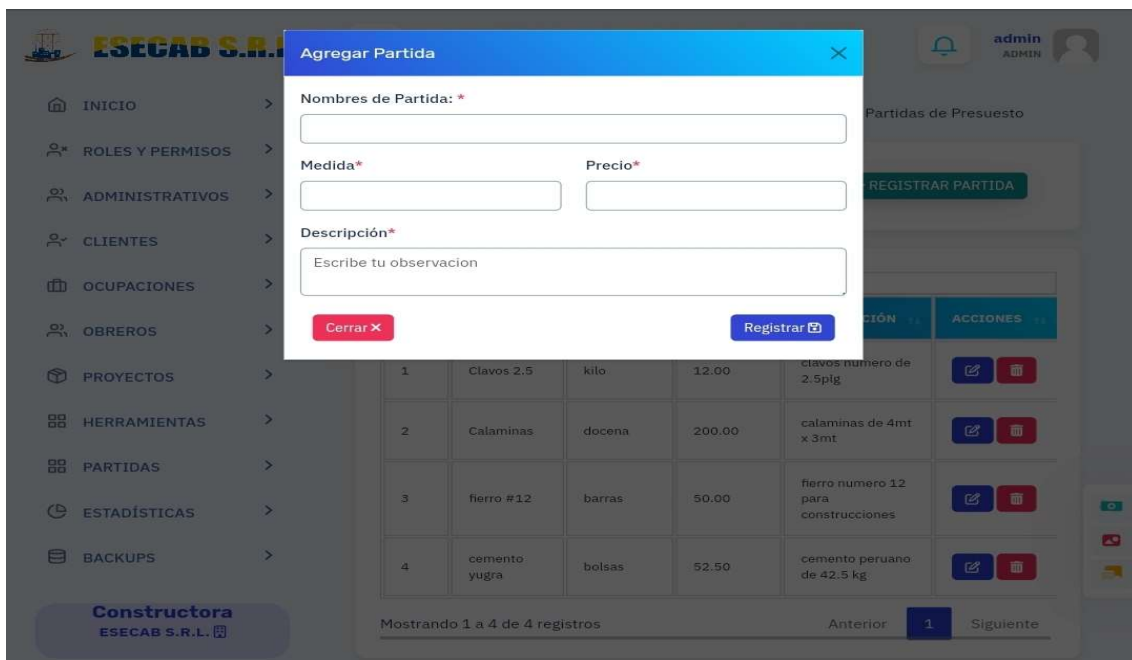 ESECAB S.R.L
admin
ADMIN
INICIO
ROLES Y PERMISOS
ADMINISTRATIVOS
CLIENTES
OCUPACIONES
OBREROS
PROYECTOS
HERRAMIENTAS
PARTIDAS
ESTADÍSTICAS
BACKUPS
Constructora
ESECAB S.R.L.
Agregar Partida
Nombres de Partida: *
Medida*
Precio*
Descripción*
Escribe tu observacion
Cerrar
Registrar
Partidas de Presuesto
REGISTRAR PARTIDA
ACCIONES
1 Clavos 2.5 kilo 12.00 clavos numero de
2.5plg
2 Calaminas docena 200.00 calaminas de 4mt
x 3mt
3 fierro #12 barras 50.00 fierro numero 12
para
construcciones
4 cemento
yugra bolsas 52.50 cemento peruano
de 42.5 kg
Mostrando 1 a 4 de 4 registros
Anterior 1 Siguiente